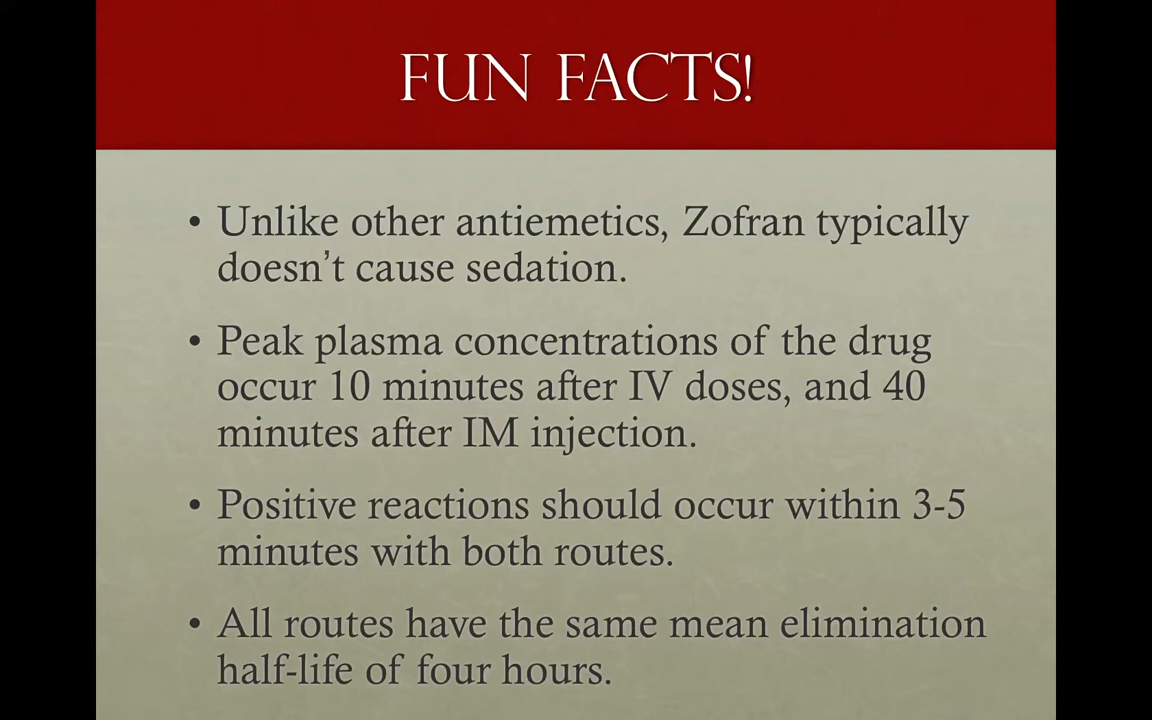 FUN FACTS!
• Unlike other antiemetics, Zofran typically
doesn't cause sedation.
• Peak plasma concentrations of the drug
occur 10 minutes after IV doses, and 40
minutes after IM injection.
• Positive reactions should occur within 3-5
minutes with both routes.
• All routes have the same mean elimination
half-life of four hours.